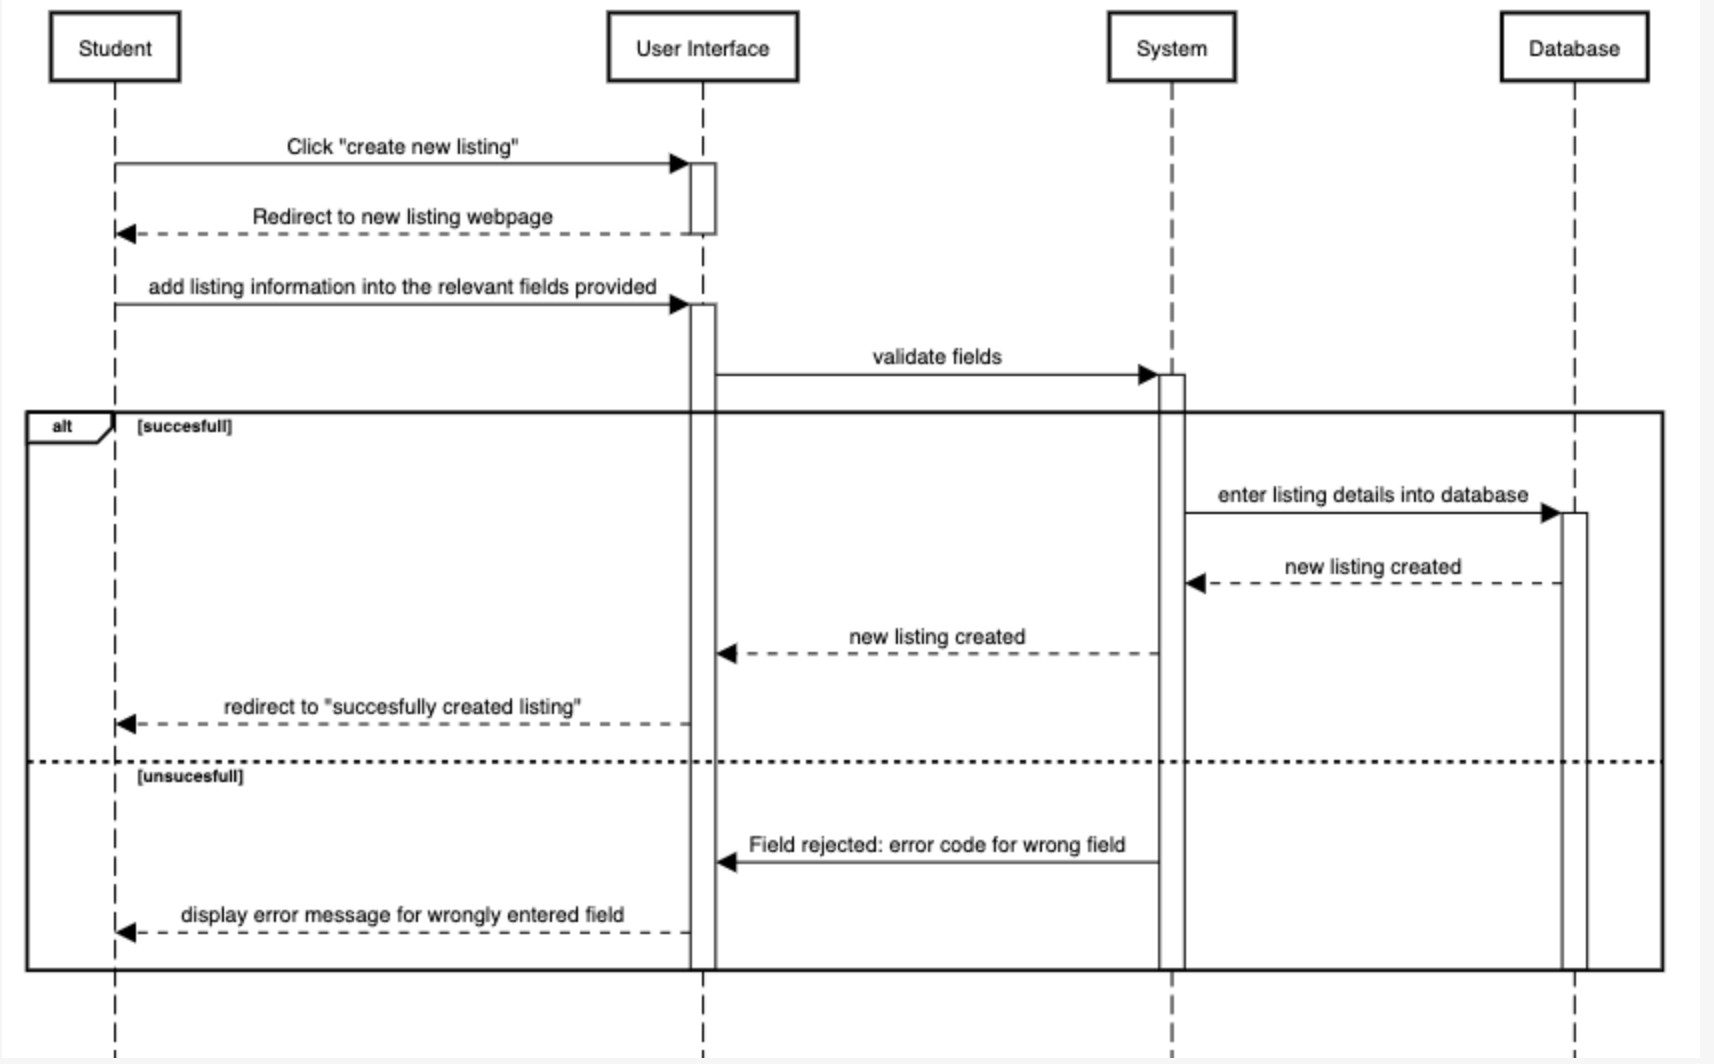 Student
User Interface
System
Database
Click "create new listing"
Redirect to new listing webpage
add listing information into the relevant fields provided
validate fields
alt
[succesfull]
enter listing details into database
new listing created
new listing created
redirect to "succesfully created listing"
[unsucesfull]
Field rejected: error code for wrong field
display error message for wrongly entered field